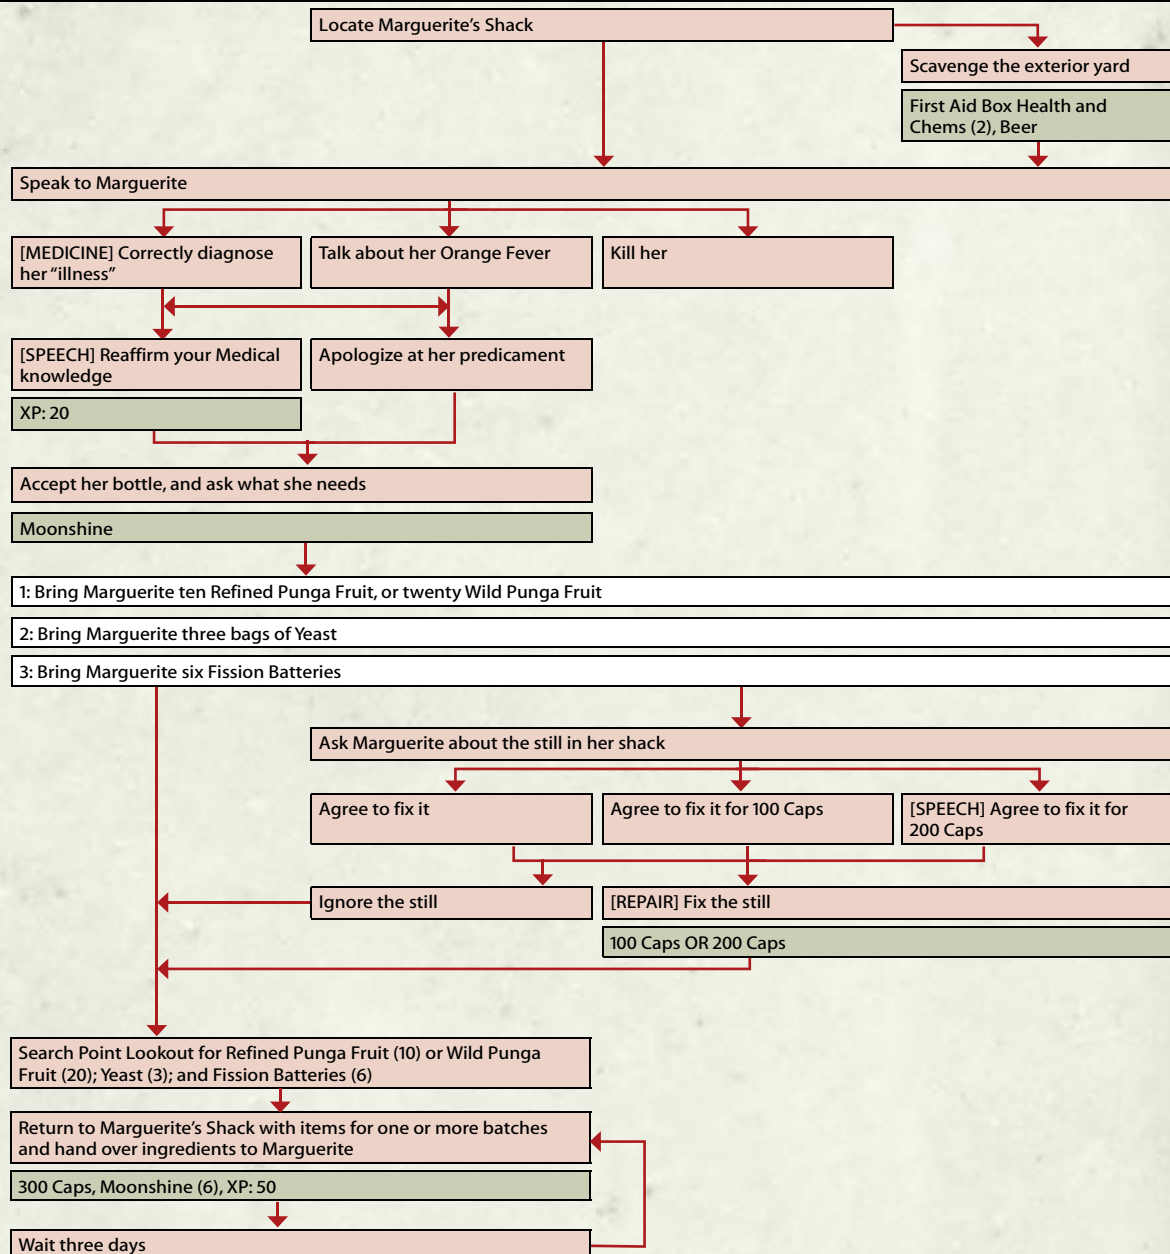 Locate Marguerite’s Shack
Scavenge the exterior yard
First Aid Box Health and
Chems (2), Beer
Speak to Marguerite
[MEDICINE] Correctly diagnose
her “illness”
Talk about her Orange Fever
Kill her
[SPEECH] Reaffirm your Medical
knowledge
Apologize at her predicament
XP: 20
Accept her bottle, and ask what she needs
Moonshine
1: Bring Marguerite ten Refined Punga Fruit, or twenty Wild Punga Fruit
2: Bring Marguerite three bags of Yeast
3: Bring Marguerite six Fission Batteries
Ask Marguerite about the still in her shack
Agree to fix it
Agree to fix it for 100 Caps
[SPEECH] Agree to fix it for
200 Caps
Ignore the still
[REPAIR] Fix the still
100 Caps OR 200 Caps
Search Point Lookout for Refined Punga Fruit (10) or Wild Punga
Fruit (20); Yeast (3); and Fission Batteries (6)
Return to Marguerite’s Shack with items for one or more batches
and hand over ingredients to Marguerite
300 Caps, Moonshine (6), XP: 50
Wait three days